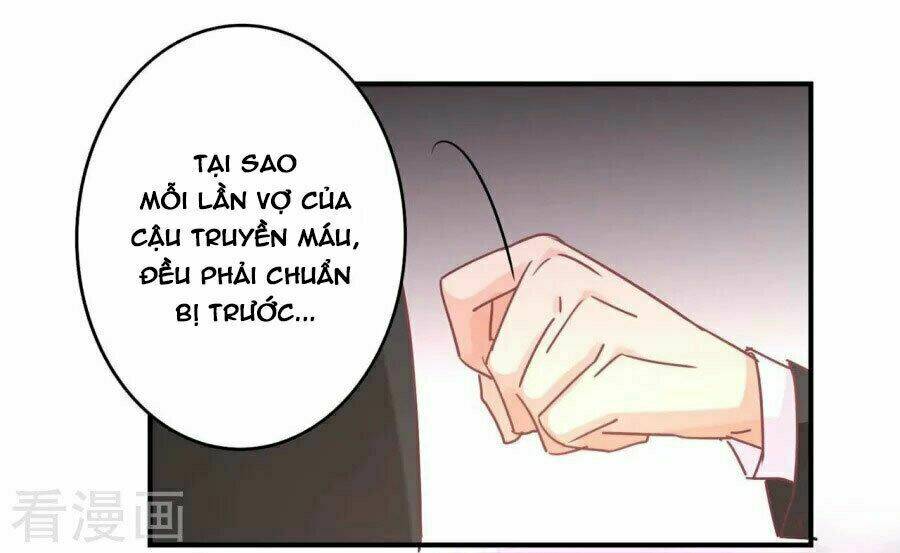 TẠI SAO
MỖI LẦN VỢ CỦA
CẬU TRUYỀN MÁU,
ĐỀU PHẢI CHUẨN
BỊ TRƯỚC...
看漫画